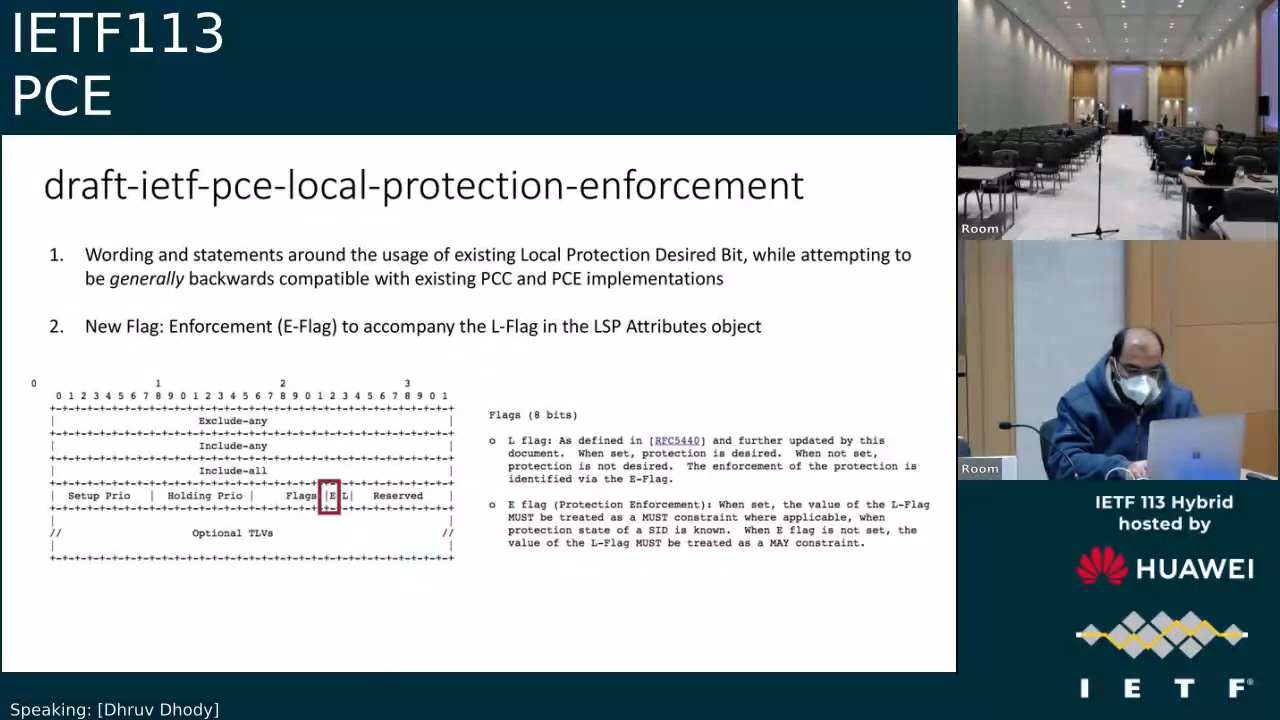 IETF113
PCE
draft-ietf-pce-local-protection-enforcement
1. Wording and statements around the usage of existing Local Protection Desired Bit, while attempting to
be generally backwards compatible with existing PCC and PCE implementations
2. New Flag: Enforcement (E-Flag) to accompany the L-Flag in the LSP Attributes object
0 1 2 3
0 1 2 3 4 5 6 7 8 9 0 1 2 3 4 5 6 7 8 9 0 1 2 3 4 5 6 7 8 9 0 1
+-+-+-+-+-+-+-+-+-+-+-+-+-+-+-+-+-+-+-+-+-+-+-+-+-+-+-+-+-+-+-+-+
| Exclude-any |
+-+-+-+-+-+-+-+-+-+-+-+-+-+-+-+-+-+-+-+-+-+-+-+-+-+-+-+-+-+-+-+-+
| Include-any |
+-+-+-+-+-+-+-+-+-+-+-+-+-+-+-+-+-+-+-+-+-+-+-+-+-+-+-+-+-+-+-+-+
| Include-all |
+-+-+-+-+-+-+-+-+-+-+-+-+-+-+-+-+-+-+-+-+-+-+-+-+-+-+-+-+-+-+-+-+
| Setup Prio | Holding Prio | Flags |E|L| Reserved |
+-+-+-+-+-+-+-+-+-+-+-+-+-+-+-+-+-+-+-+-+-+-+-+-+-+-+-+-+-+-+-+-+
| |
// Optional TLVs //
| |
+-+-+-+-+-+-+-+-+-+-+-+-+-+-+-+-+-+-+-+-+-+-+-+-+-+-+-+-+-+-+-+-+
Flags (8 bits)
o L flag: As defined in [RFC5440] and further updated by this
document. When set, protection is desired. When not set,
protection is not desired. The enforcement of the protection is
identified via the E-Flag.
o E flag (Protection Enforcement): When set, the value of the L-Flag
MUST be treated as a MUST constraint where applicable, when
protection state of a SID is known. When E flag is not set, the
value of the L-Flag MUST be treated as a MAY constraint.
Room
Room
IETF 113 Hybrid
hosted by
HUAWEI
I E T F®
Speaking: [Dhruv Dhody]